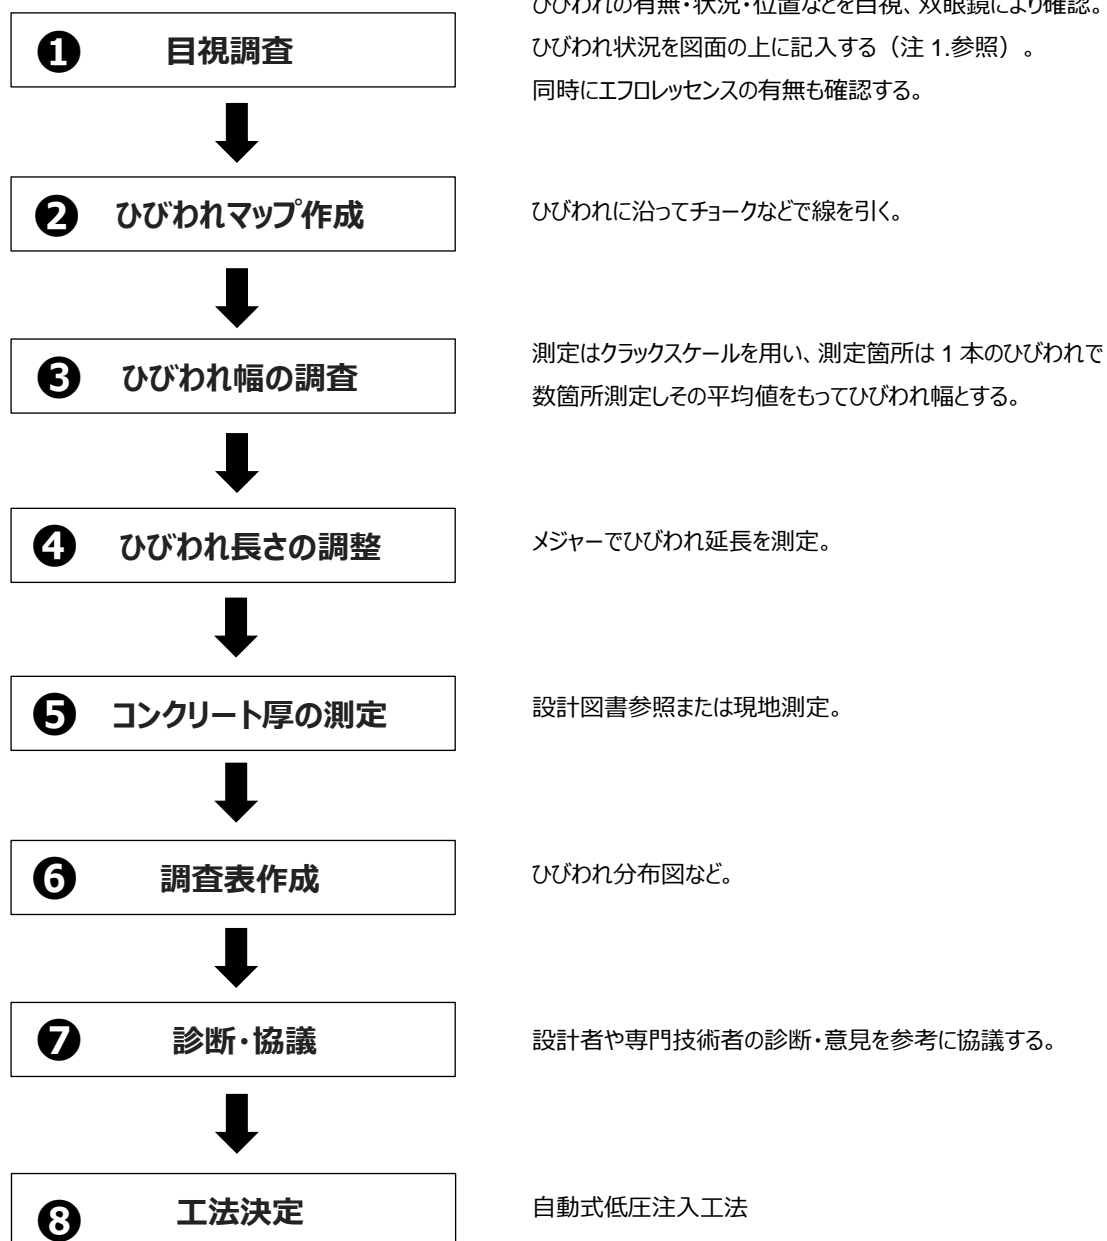 ひびわれの有無・状況・位置などを目視、双眼鏡により確認。
❶ 目視調査
ひびわれ状況を図面の上に記入する（注 1.参照）。
同時にエフロレッセンスの有無も確認する。
❷ ひびわれマップ作成
ひびわれに沿ってチョークなどで線を引く。
❸ ひびわれ幅の調査
測定はクラックスケールを用い、測定箇所は 1 本のひびわれで
数箇所測定しその平均値をもってひびわれ幅とする。
❹ ひびわれ長さの調整
メジャーでひびわれ延長を測定。
❺ コンクリート厚の測定
設計図書参照または現地測定。
❻ 調査表作成
ひびわれ分布図など。
❼ 診断・協議
設計者や専門技術者の診断・意見を参考に協議する。
❽ 工法決定
自動式低圧注入工法